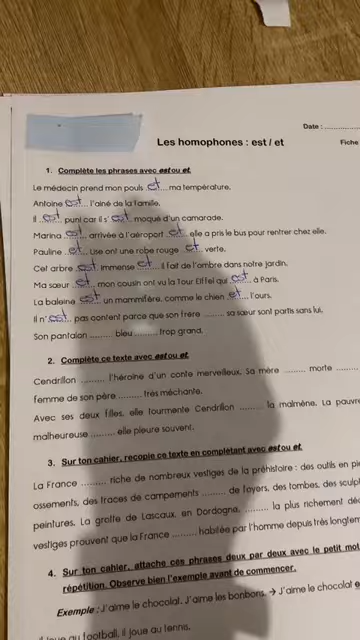 Date : ..............
Les homophones : est / et
Fiche
1. Complète les phrases avec est ou et.
Le médecin prend mon pouls et ma température.
Antoine est l'aîné de la famille.
Il est puni car il s' est moqué d'un camarade.
Marina est arrivée à l'aéroport et elle a pris le bus pour rentrer chez elle.
Pauline et Lise ont une robe rouge et verte.
Cet arbre est immense et il fait de l'ombre dans notre jardin.
Ma sœur et mon cousin ont vu la Tour Eiffel qui est à Paris.
La baleine est un mammifère, comme le chien et l'ours.
Il n' est pas content parce que son frère ......... sa sœur sont partis sans lui.
Son pantalon ......... bleu ......... trop grand.
2. Complète ce texte avec est ou et.
Cendrillon ......... l'héroïne d'un conte merveilleux. Sa mère ......... morte .........
femme de son père ......... très méchante.
Avec ses deux filles, elle tourmente Cendrillon ......... la malmène. La pauvre
malheureuse ......... elle pleure souvent.
3. Sur ton cahier, recopie ce texte en complétant avec est ou et.
La France ......... riche de nombreux vestiges de la préhistoire : des outils en pie
ossements, des traces de campements ......... de foyers, des tombes, des sculpt
peintures. La grotte de Lascaux, en Dordogne, ......... la plus richement déc
vestiges prouvent que la France ......... habitée par l'homme depuis très longtem
4. Sur ton cahier, attache ces phrases deux par deux avec le petit mot
répétition. Observe bien l'exemple avant de commencer.
Exemple : J'aime le chocolat. J'aime les bonbons. → J'aime le chocolat e
il joue au football. il joue au tennis.